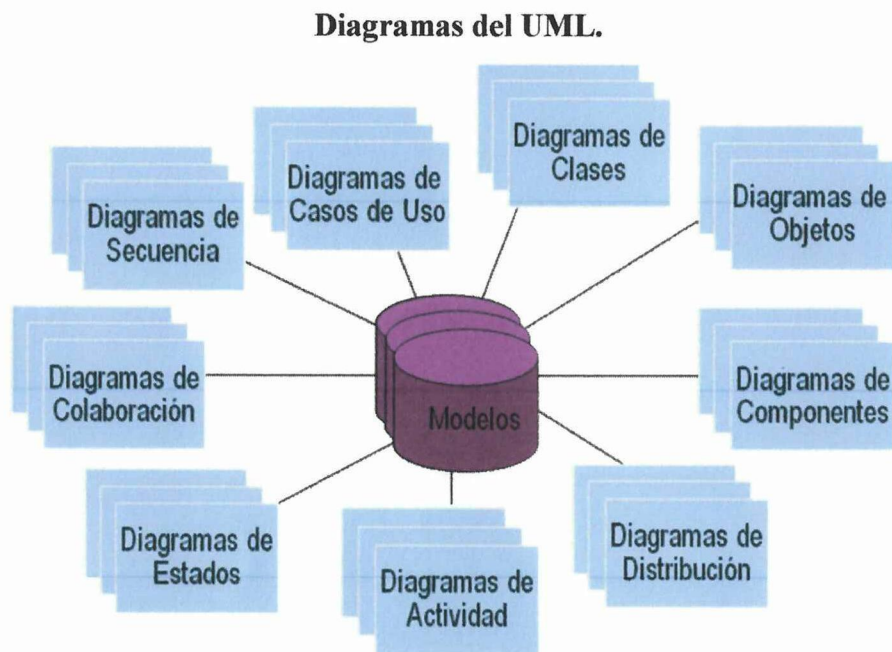 Diagramas del UML.
Diagramas de
Clases
Diagramas de
Casos de Uso
Diagramas de
Objetos
Diagramas de
Secuencia
Diagramas de
Colaboración
Diagramas de
Componentes
Modelos
Diagramas de
Estados
Diagramas de
Distribución
Diagramas de
Actividad